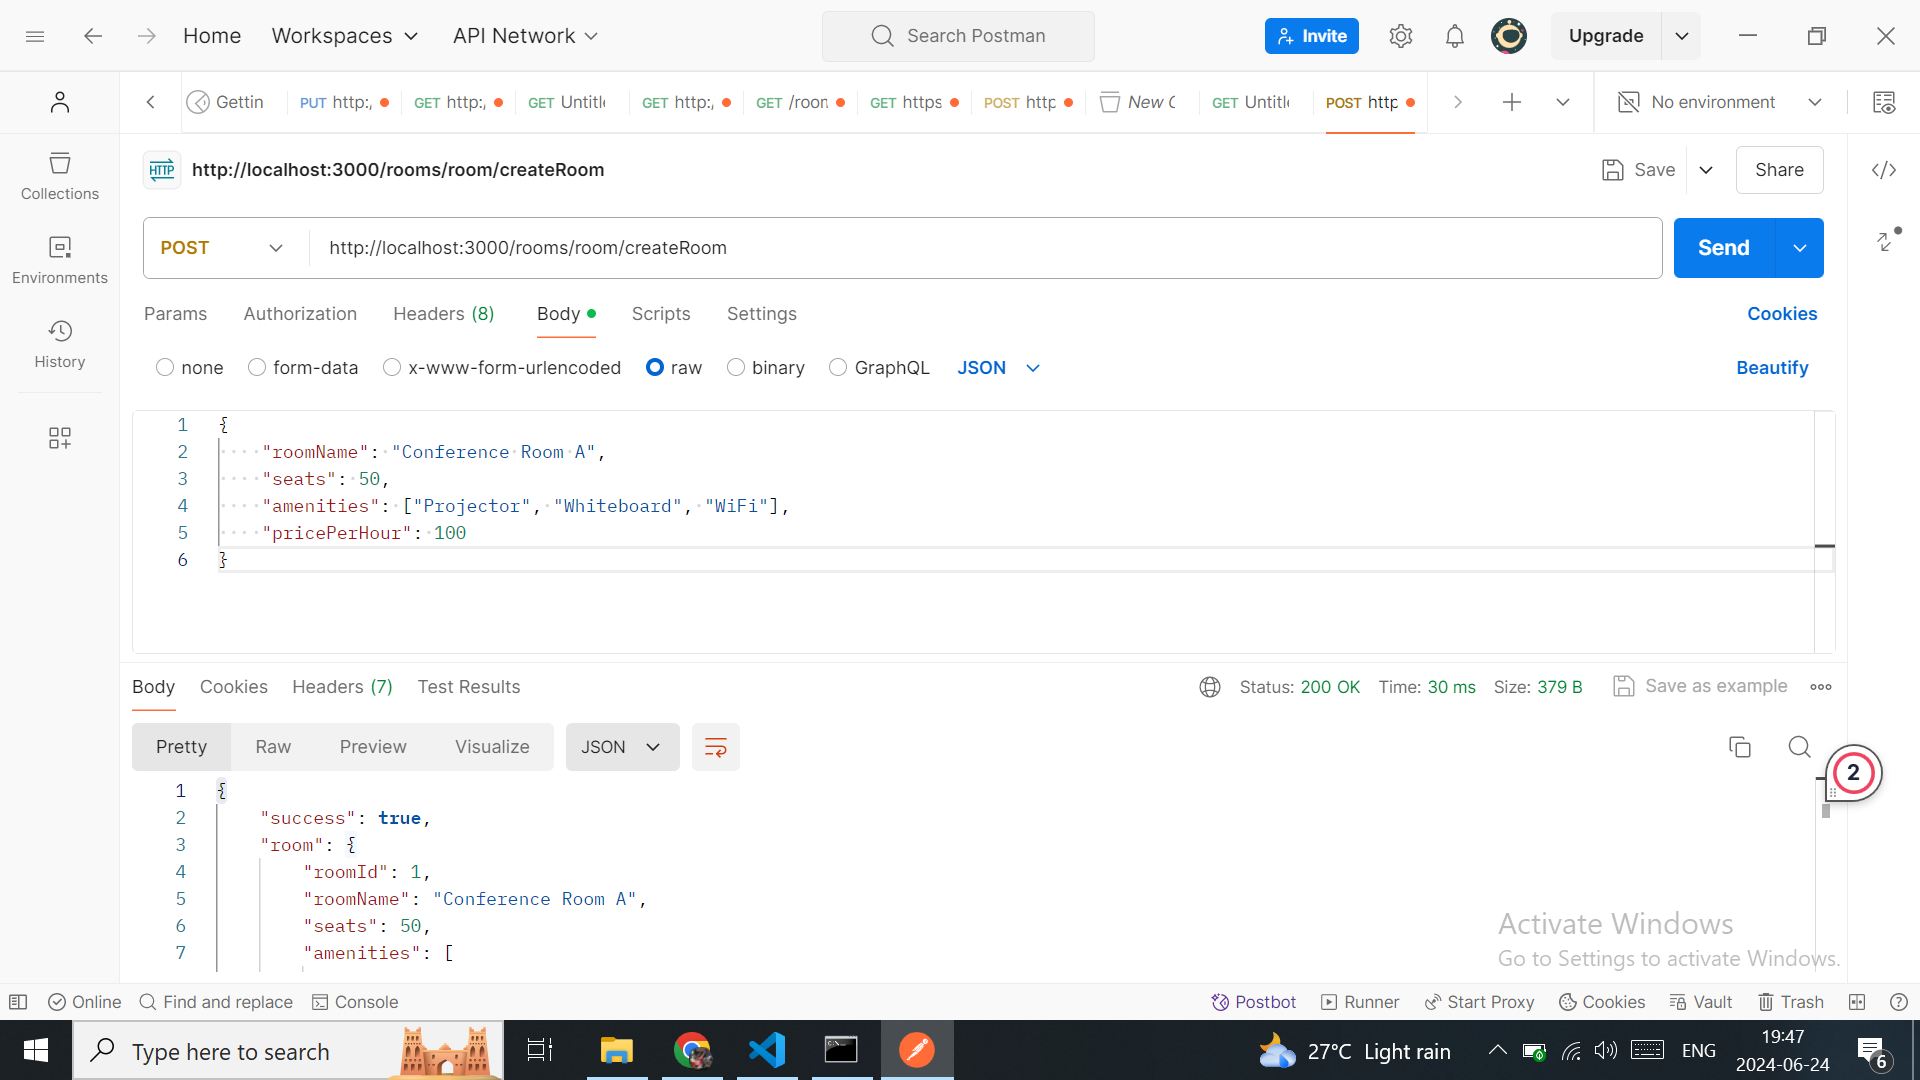 Home Workspaces API Network Search Postman Invite Upgrade
Gettin PUT http:/ GET http:/ GET Untitle GET http:/ GET /room GET https POST http New C GET Untitle POST http No environment
HTTP http://localhost:3000/rooms/room/createRoom Save Share
Collections
Environments
History
POST http://localhost:3000/rooms/room/createRoom Send
Params Authorization Headers (8) Body Scripts Settings Cookies
none form-data x-www-form-urlencoded raw binary GraphQL JSON Beautify
1 {
2 "roomName": "Conference Room A",
3 "seats": 50,
4 "amenities": ["Projector", "Whiteboard", "WiFi"],
5 "pricePerHour": 100
6 }
Body Cookies Headers (7) Test Results Status: 200 OK Time: 30 ms Size: 379 B Save as example
Pretty Raw Preview Visualize JSON
2
1 {
2 "success": true,
3 "room": {
4 "roomId": 1,
5 "roomName": "Conference Room A",
6 "seats": 50,
7 "amenities": [
Activate Windows
Go to Settings to activate Windows.
Online Find and replace Console Postbot Runner Start Proxy Cookies Vault Trash
Type here to search 27°C Light rain ENG 19:47
2024-06-24 6